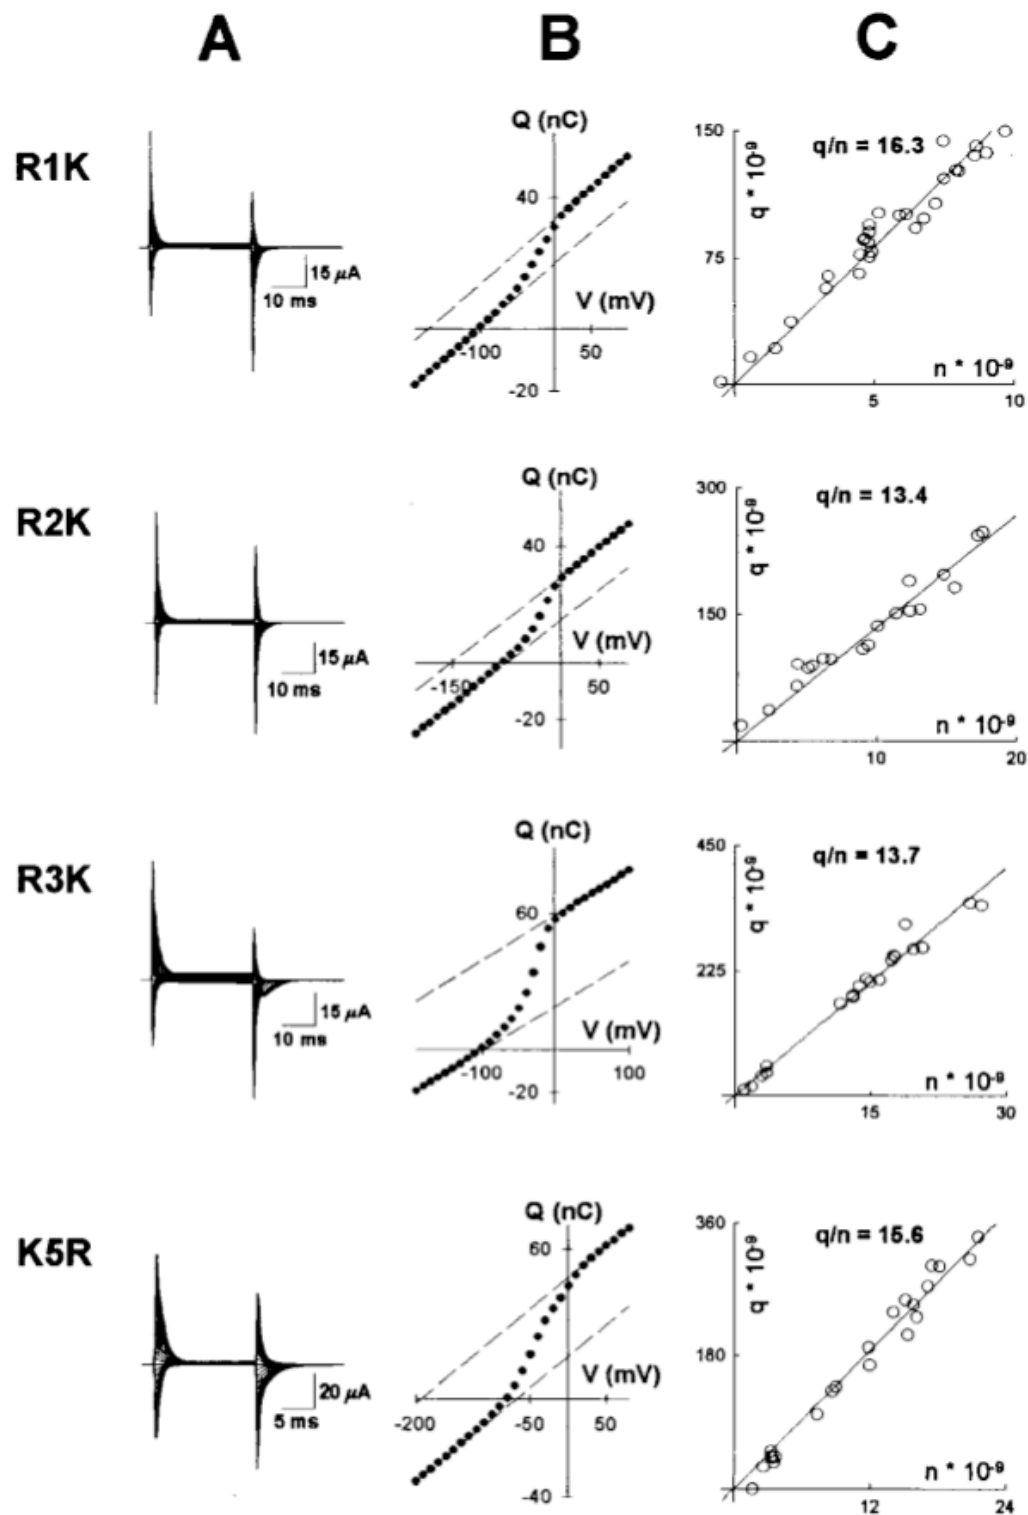 A B C
R1K
15 μA
10 ms
Q (nC)
40
V (mV)
-100 50
-20
150
q/n = 16.3
q * 10-9
75
n * 10-9
5 10
R2K
15 μA
10 ms
Q (nC)
40
V (mV)
-150 50
-20
300
q/n = 13.4
q * 10-9
150
n * 10-9
10 20
R3K
15 μA
10 ms
Q (nC)
60
V (mV)
-100 100
-20
450
q/n = 13.7
q * 10-9
225
n * 10-9
15 30
K5R
20 μA
5 ms
Q (nC)
60
V (mV)
-200 -50 50
-40
360
q/n = 15.6
q * 10-9
180
n * 10-9
12 24